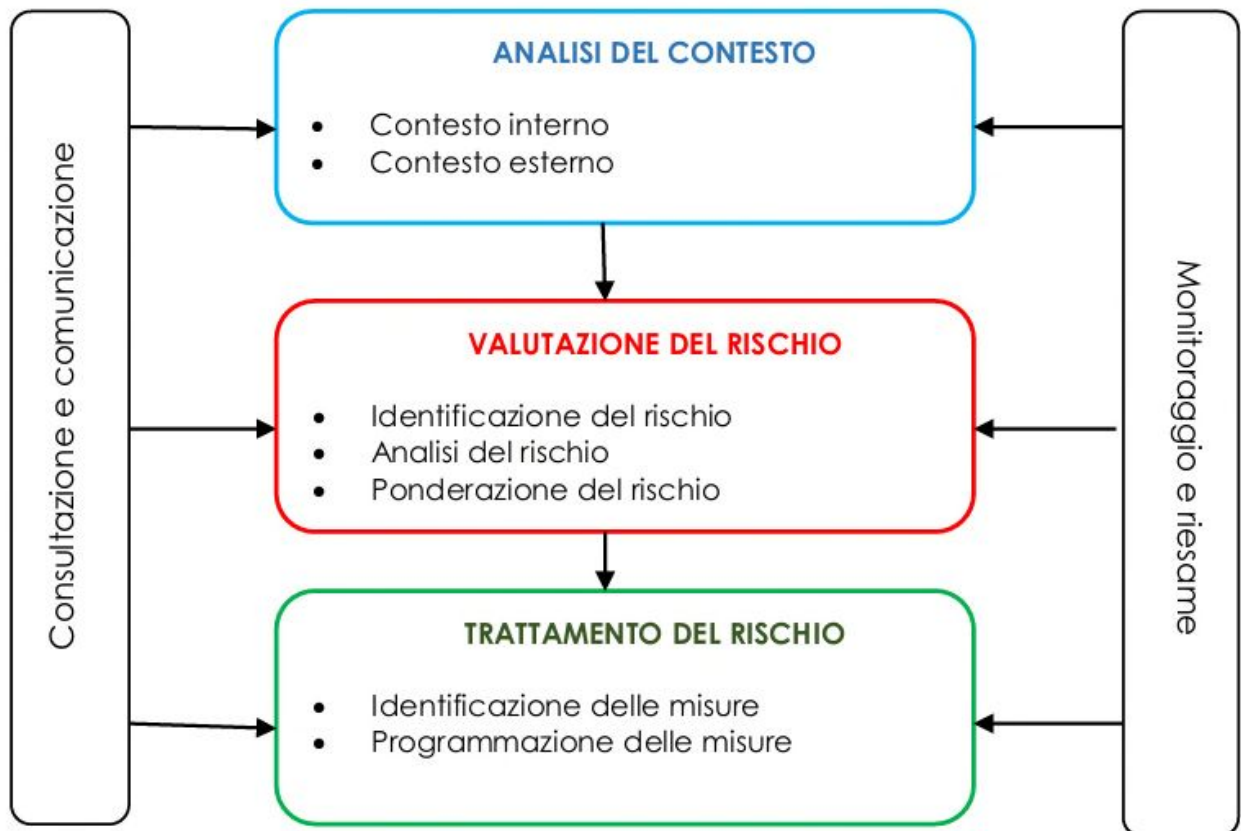 Consultazione e comunicazione
ANALISI DEL CONTESTO
• Contesto interno
• Contesto esterno
VALUTAZIONE DEL RISCHIO
• Identificazione del rischio
• Analisi del rischio
• Ponderazione del rischio
TRATTAMENTO DEL RISCHIO
• Identificazione delle misure
• Programmazione delle misure
Monitoraggio e riesame